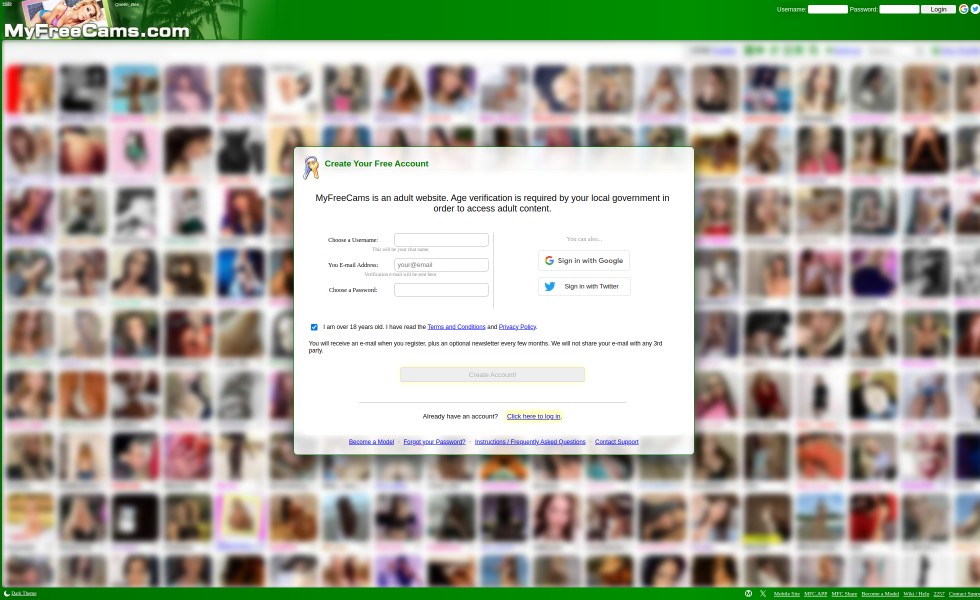 Hide
MyFreeCams.com
Username: Password: Login
Create Your Free Account
MyFreeCams is an adult website. Age verification is required by your local government in
order to access adult content.
Choose a Username:
This will be your chat name.
You E-mail Address: your@email
Verification e-mail will be sent here.
Choose a Password:
You can also...
Sign in with Google
Sign in with Twitter
I am over 18 years old. I have read the Terms and Conditions and Privacy Policy.
You will receive an e-mail when you register, plus an optional newsletter every few months. We will not share your e-mail with any 3rd
party.
Create Account!
Already have an account? Click here to log in.
Become a Model · Forgot your Password? · Instructions / Frequently Asked Questions · Contact Support
Dark Theme
Mobile Site MFC.APP MFC Share Become a Model Wiki / Help 2257 Contact